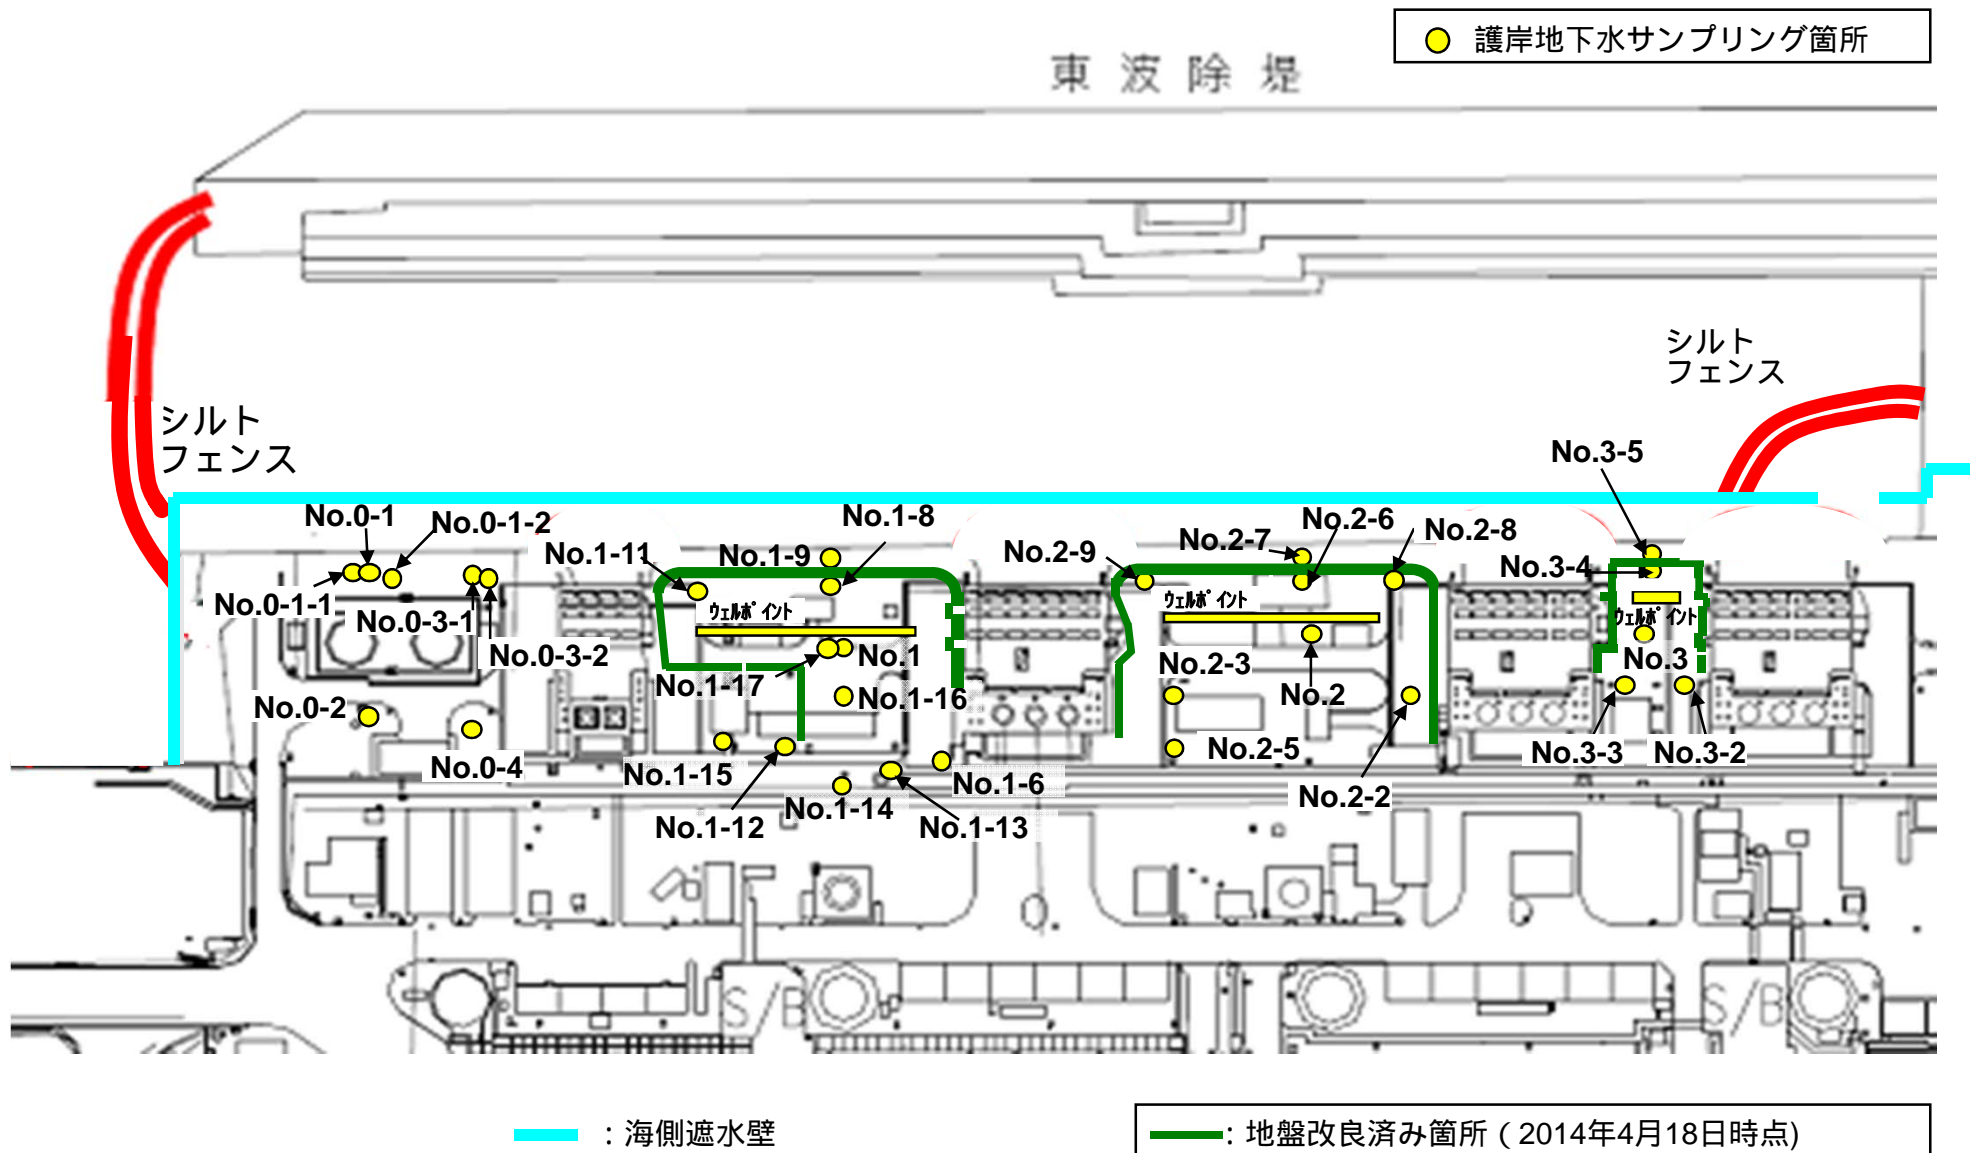 護岸地下水サンプリング箇所
東波除堤
シルト
フェンス
シルト
フェンス
No.3-5
No.0-1
No.0-1-2
No.1-8
No.2-6
No.2-8
No.1-11
No.1-9
No.2-9
No.2-7
No.3-4
No.0-1-1
No.0-3-1
ウェルポイント
ウェルポイント
ウェルポイント
No.0-3-2
No.1
No.2-3
No.3
No.1-17
No.1-16
No.2
No.0-2
No.0-4
No.1-15
No.1-6
No.2-5
No.3-3
No.3-2
No.1-14
No.2-2
No.1-12
No.1-13
S/B
S/B
：海側遮水壁
：地盤改良済み箇所（2014年4月18日時点)